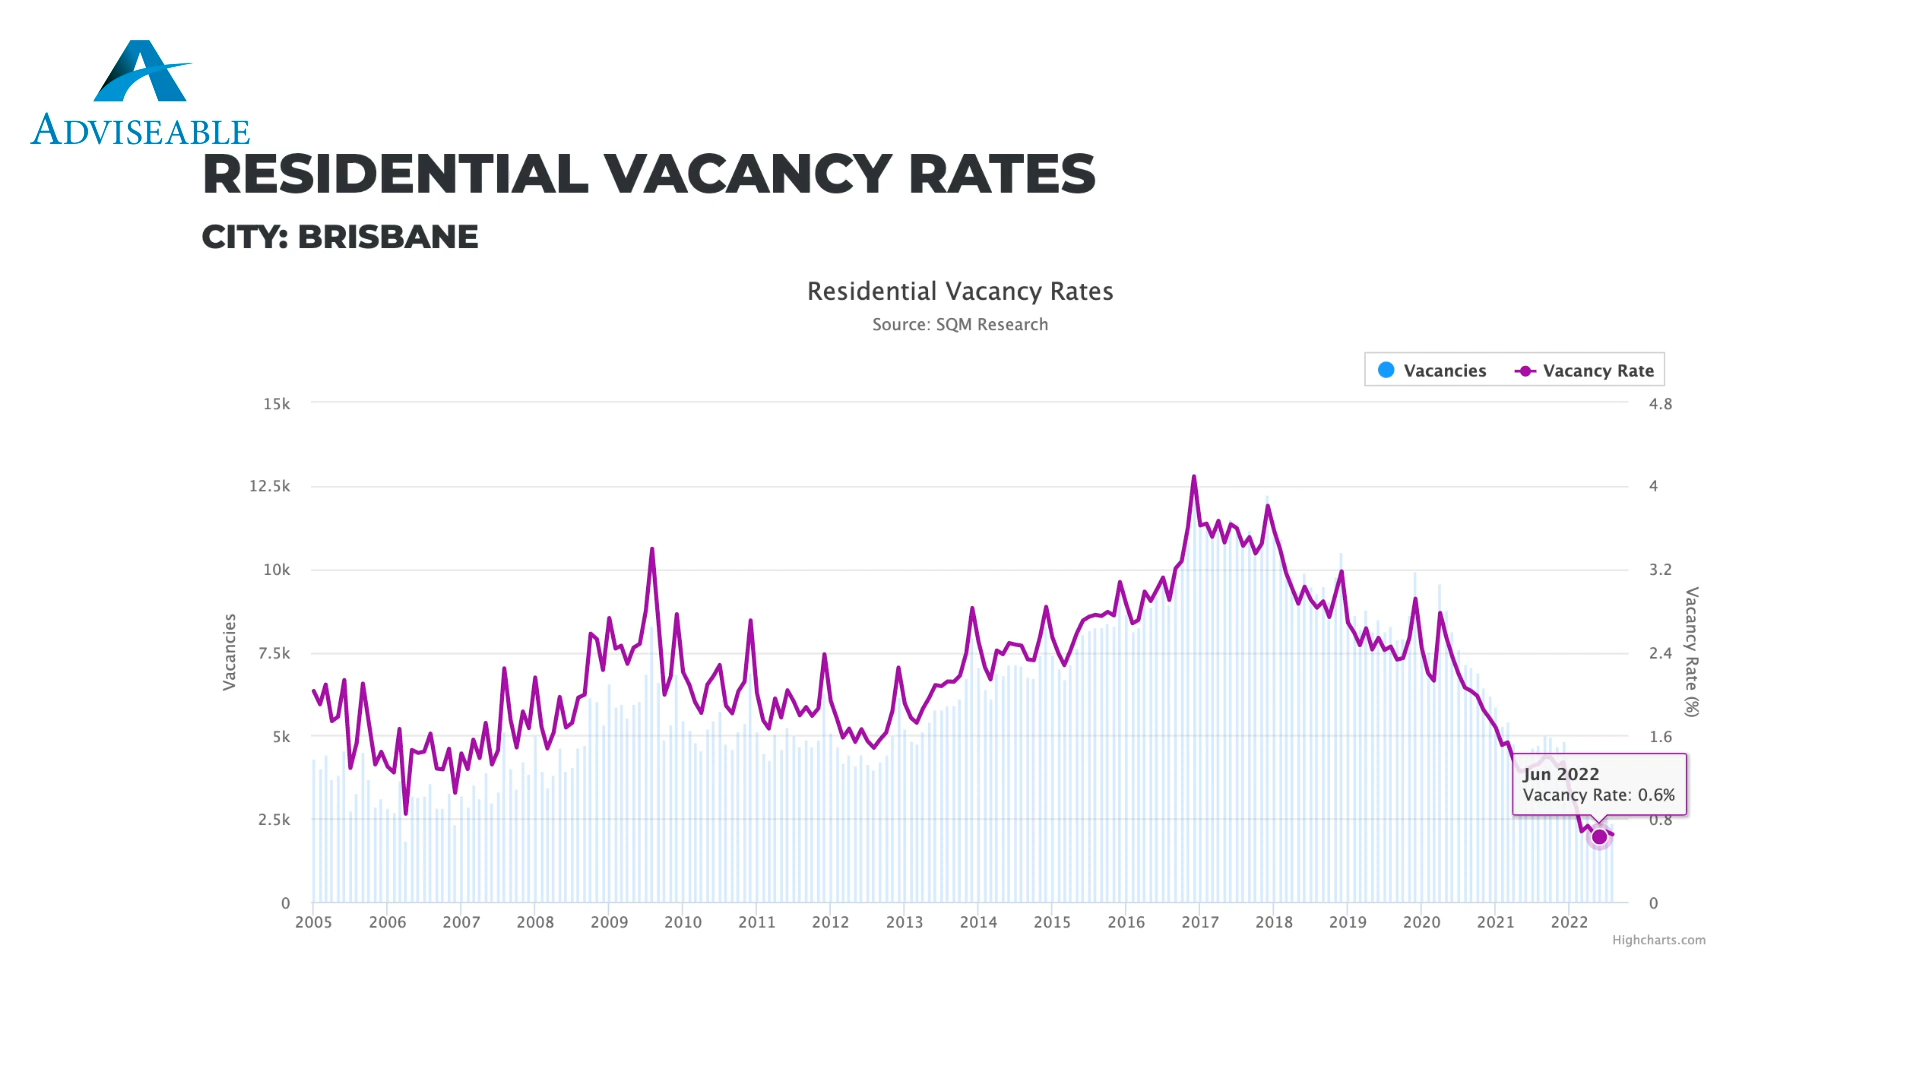 ADVISEABLE
RESIDENTIAL VACANCY RATES
CITY: BRISBANE
Residential Vacancy Rates
Source: SQM Research
Vacancies
Vacancy Rate
15k
12.5k
10k
7.5k
5k
2.5k
0
Vacancies
4.8
4
3.2
2.4
1.6
0.8
0
Vacancy Rate (%)
Jun 2022
Vacancy Rate: 0.6%
2005 2006 2007 2008 2009 2010 2011 2012 2013 2014 2015 2016 2017 2018 2019 2020 2021 2022
Highcharts.com